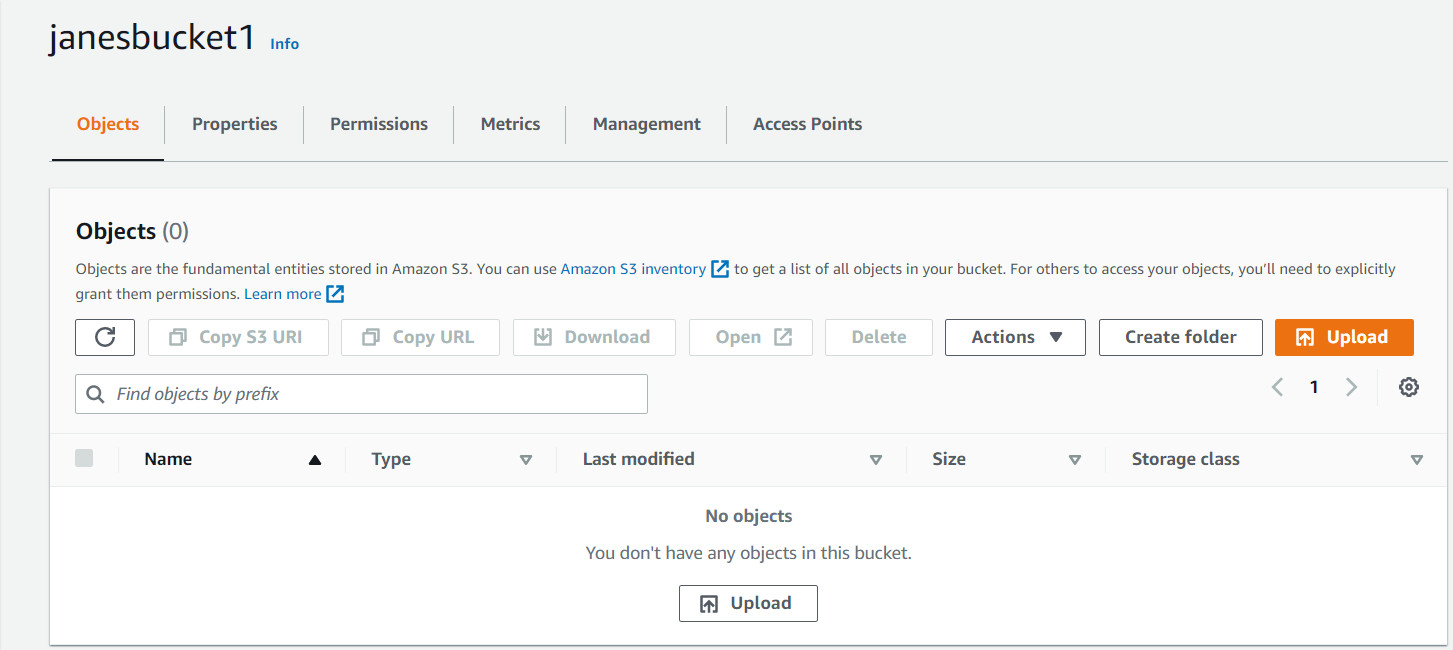 janesbucket1 Info
Objects Properties Permissions Metrics Management Access Points
Objects (0)
Objects are the fundamental entities stored in Amazon S3. You can use Amazon S3 inventory to get a list of all objects in your bucket. For others to access your objects, you'll need to explicitly
grant them permissions. Learn more
Copy S3 URI Copy URL Download Open Delete Actions Create folder Upload
Find objects by prefix 1
Name Type Last modified Size Storage class
No objects
You don't have any objects in this bucket.
Upload